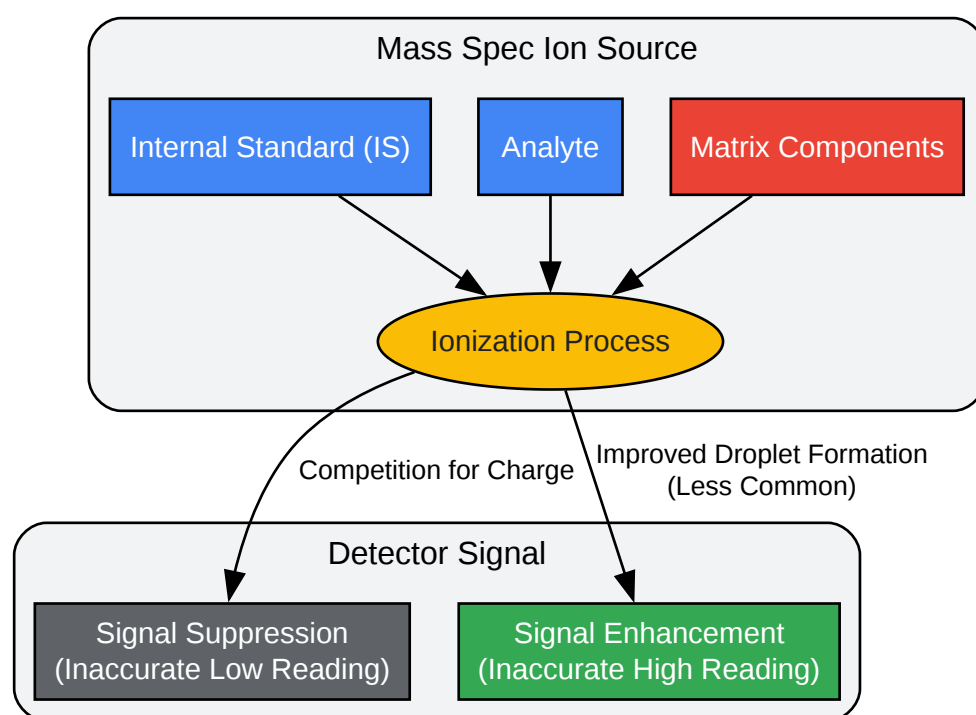 Mass Spec Ion Source
Internal Standard (IS)
Analyte
Matrix Components
Ionization Process
Competition for Charge
Improved Droplet Formation
(Less Common)
Detector Signal
Signal Suppression
(Inaccurate Low Reading)
Signal Enhancement
(Inaccurate High Reading)